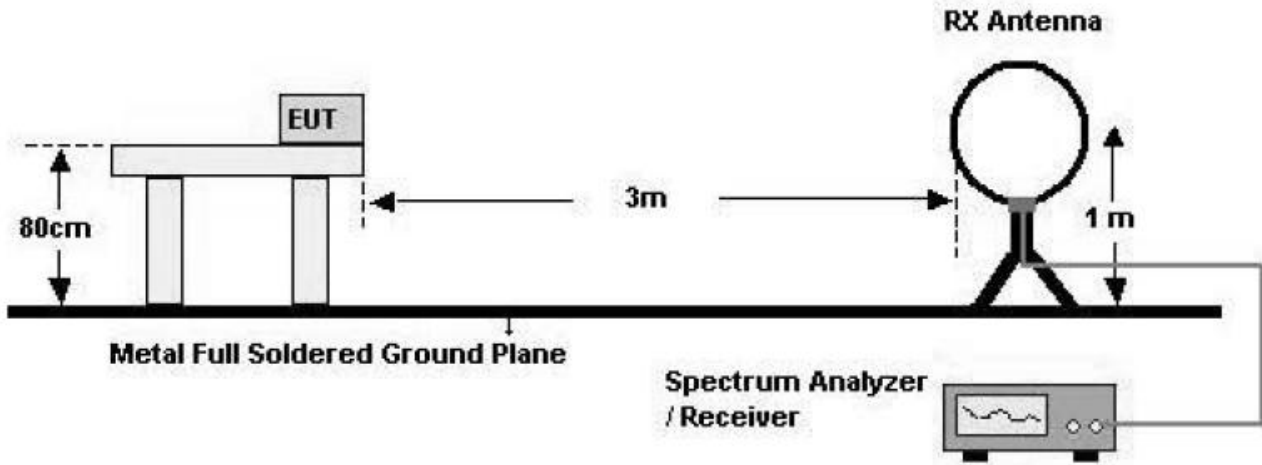 RX Antenna
EUT
80cm
3m
1 m
Metal Full Soldered Ground Plane
Spectrum Analyzer
/ Receiver